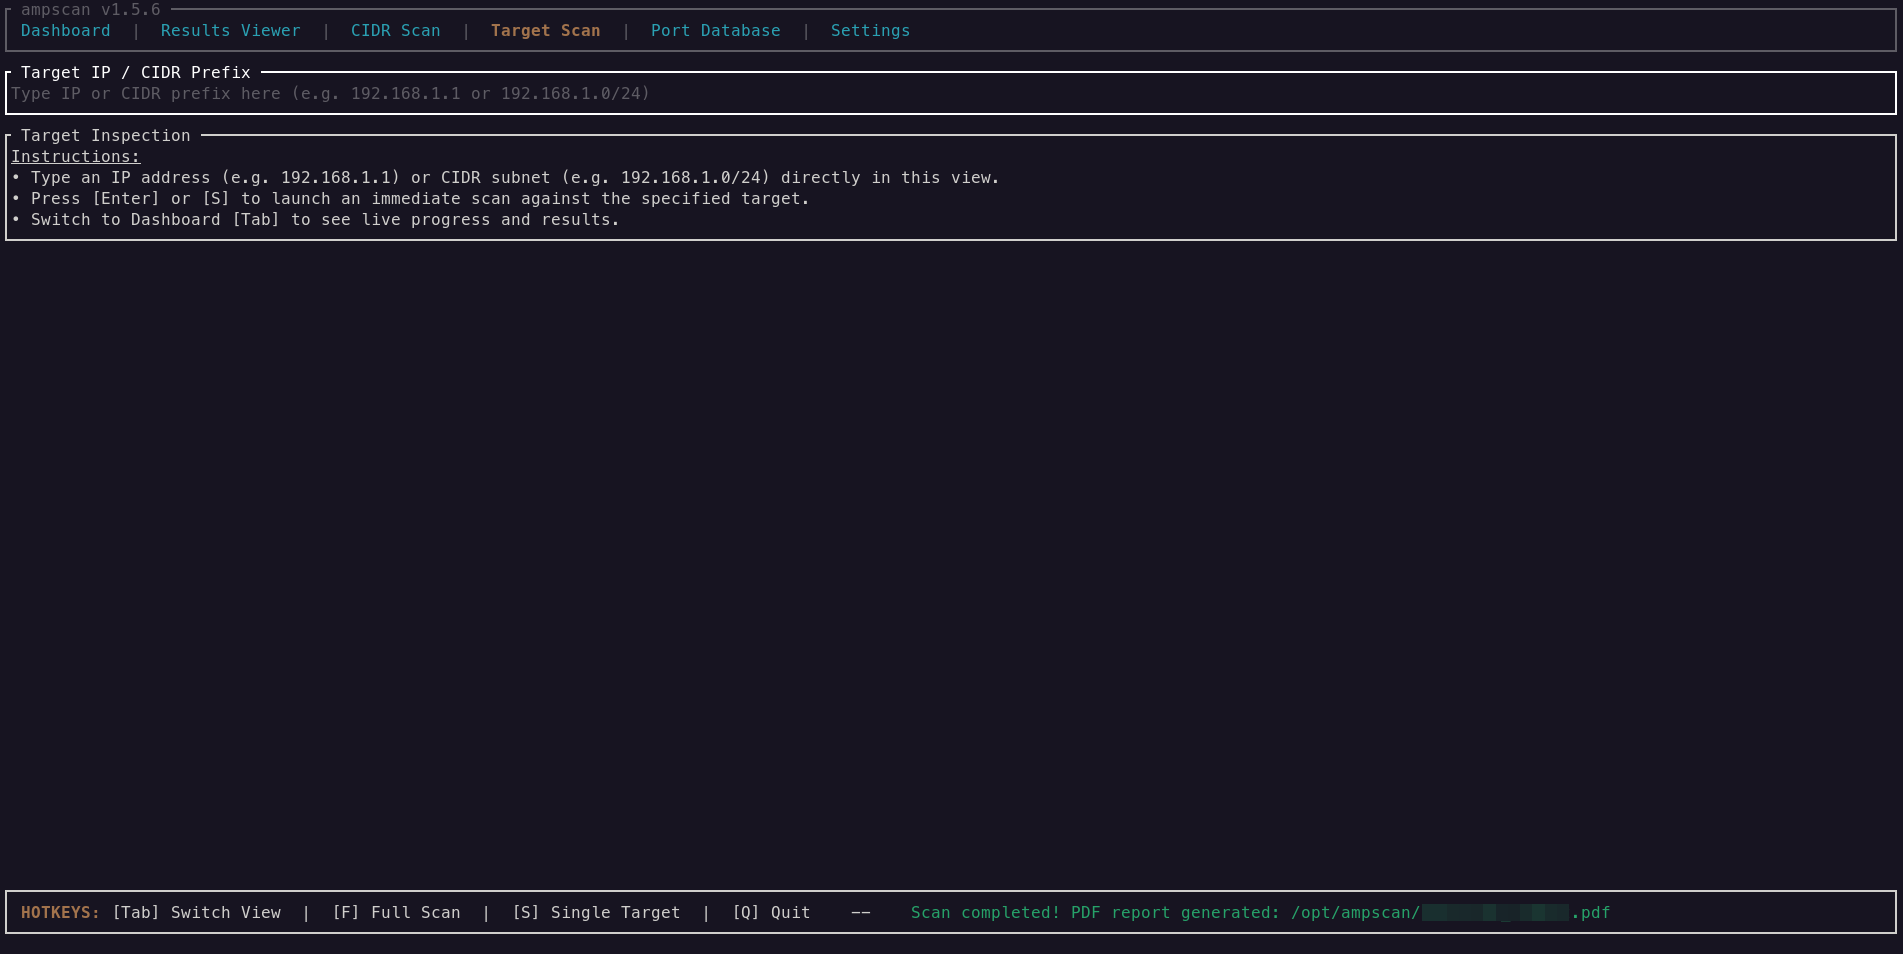 ampscan v1.5.6
Dashboard | Results Viewer | CIDR Scan | Target Scan | Port Database | Settings
Target IP / CIDR Prefix
Type IP or CIDR prefix here (e.g. 192.168.1.1 or 192.168.1.0/24)
Target Inspection
Instructions:
• Type an IP address (e.g. 192.168.1.1) or CIDR subnet (e.g. 192.168.1.0/24) directly in this view.
• Press [Enter] or [S] to launch an immediate scan against the specified target.
• Switch to Dashboard [Tab] to see live progress and results.
HOTKEYS: [Tab] Switch View | [F] Full Scan | [S] Single Target | [Q] Quit -- Scan completed! PDF report generated: /opt/ampscan/ .pdf